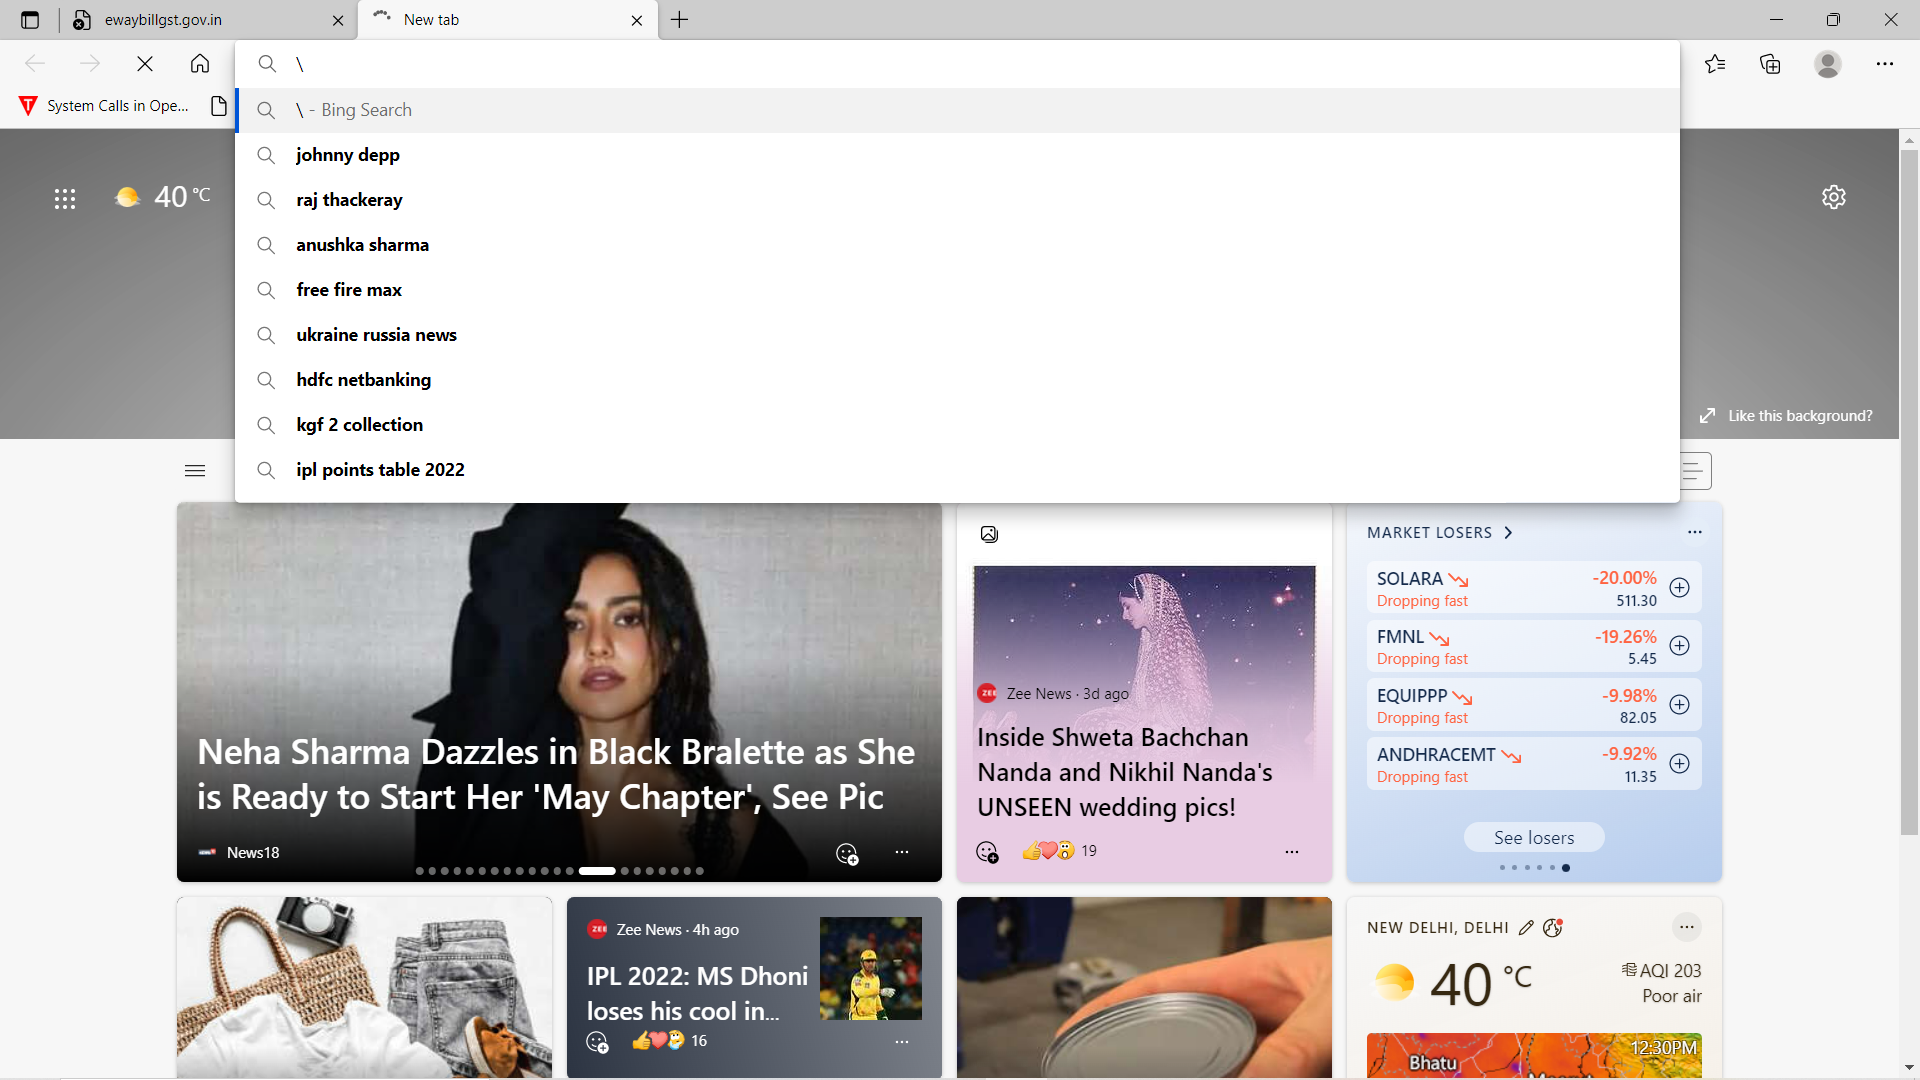 ewaybillgst.gov.in
New tab
\
System Calls in Ope...
\ - Bing Search
johnny depp
raj thackeray
anushka sharma
free fire max
ukraine russia news
hdfc netbanking
kgf 2 collection
ipl points table 2022
40 °C
Like this background?
Neha Sharma Dazzles in Black Bralette as She
is Ready to Start Her 'May Chapter', See Pic
News18
Zee News · 3d ago
Inside Shweta Bachchan
Nanda and Nikhil Nanda's
UNSEEN wedding pics!
19
MARKET LOSERS
SOLARA -20.00%
Dropping fast 511.30
FMNL -19.26%
Dropping fast 5.45
EQUIPPP -9.98%
Dropping fast 82.05
ANDHRACEMT -9.92%
Dropping fast 11.35
See losers
ZEE Zee News · 4h ago
IPL 2022: MS Dhoni
loses his cool in...
16
NEW DELHI, DELHI
40 °C
AQI 203
Poor air
12:30PM
Bhatu